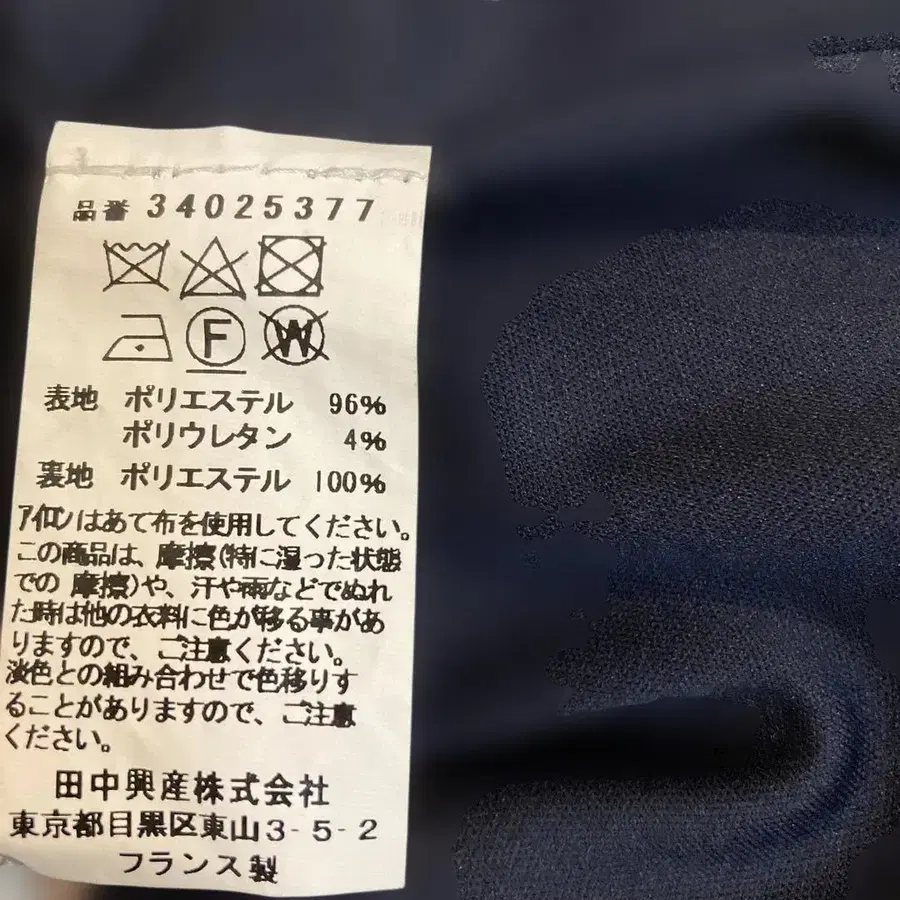 品番 34025377
F W
表地 ポリエステル 96%
ポリウレタン 4%
裏地 ポリエステル 100%
アイロンはあて布を使用してください。
この商品は、摩擦(特に湿った状態
での 摩擦)や、汗や雨などでぬれ
た時は他の衣料に色が移る事があ
りますので、ご注意ください。
淡色との組み合わせで色移りす
ることがありますので、ご注意
ください。
田中興産株式会社
東京都目黒区東山3-5-2
フランス製